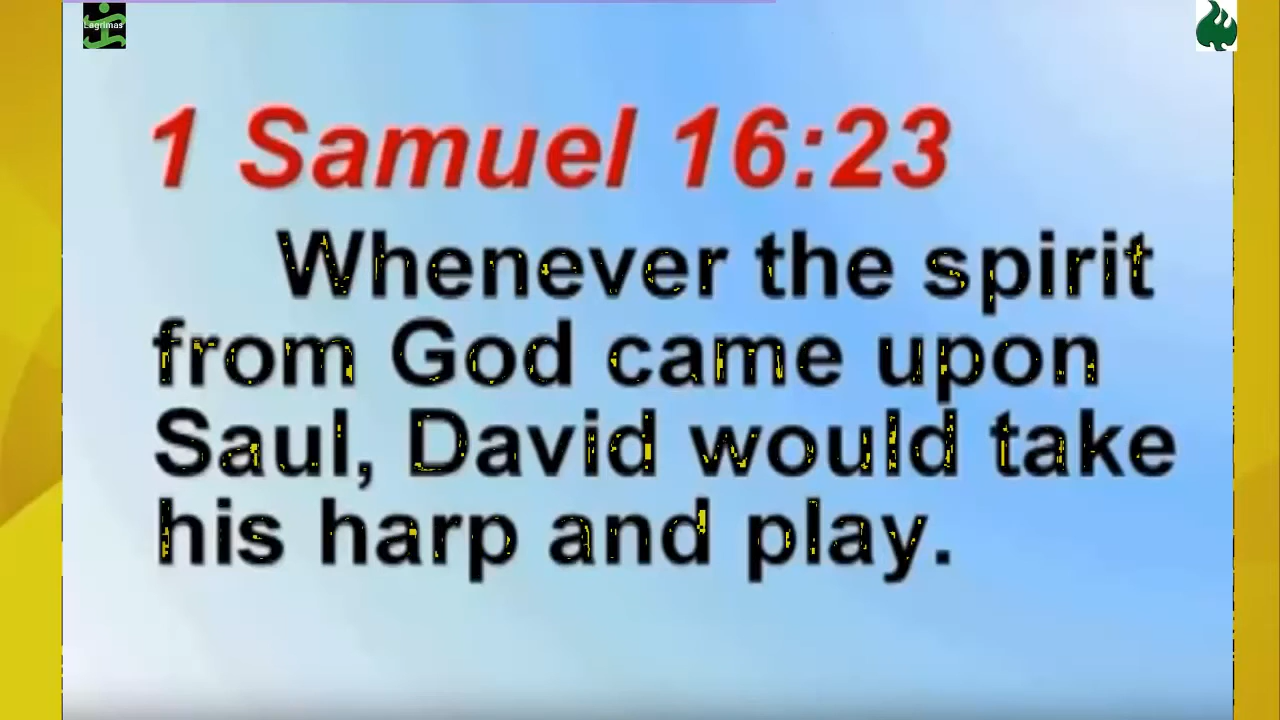 Lagrimas
1 Samuel 16:23
Whenever the spirit
from God came upon
Saul, David would take
his harp and play.